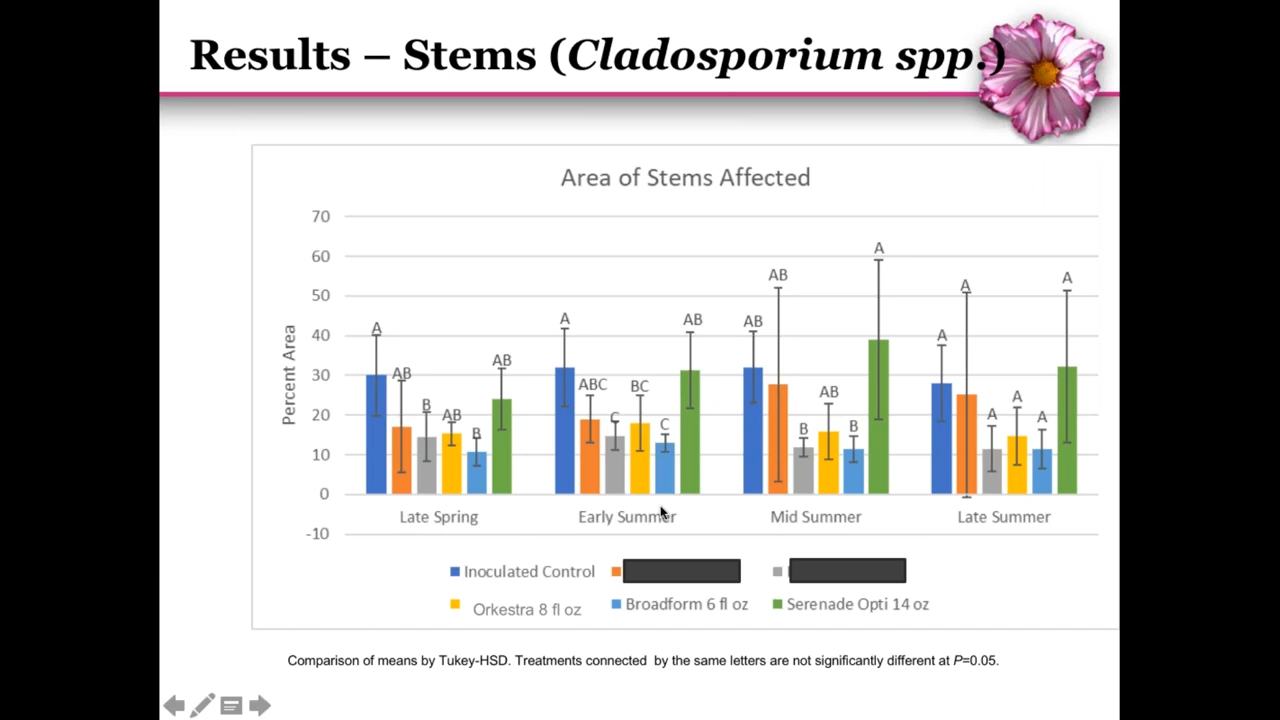 Results – Stems (Cladosporium spp.)
Area of Stems Affected
Percent Area
70
60
50
40
30
20
10
0
-10
A AB B AB B AB
A ABC C BC C AB
AB AB B AB B A
A A A A A A
Late Spring Early Summer Mid Summer Late Summer
Inoculated Control
Orkestra 8 fl oz Broadform 6 fl oz Serenade Opti 14 oz
Comparison of means by Tukey-HSD. Treatments connected by the same letters are not significantly different at P=0.05.